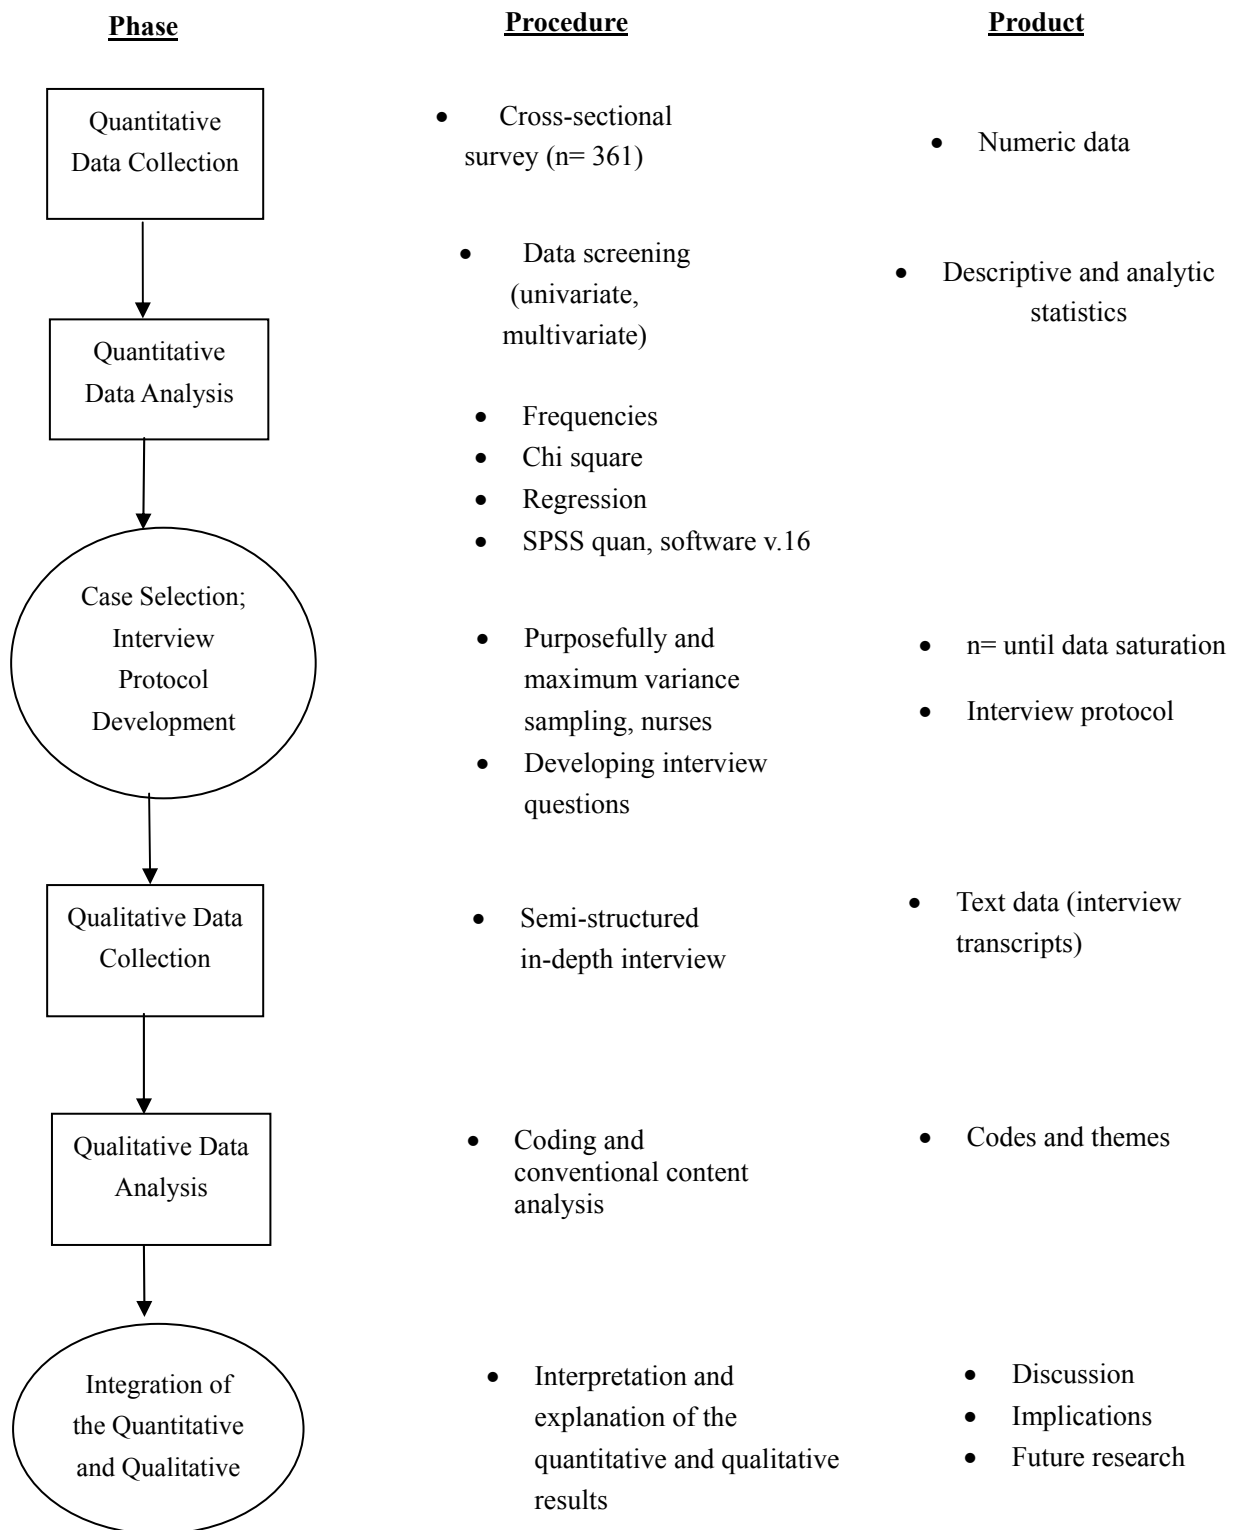 Phase
Procedure
Product
Quantitative
Data Collection
• Cross-sectional
survey (n= 361)
• Numeric data
Quantitative
Data Analysis
• Data screening
(univariate,
multivariate)
• Frequencies
• Chi square
• Regression
• SPSS quan, software v.16
• Descriptive and analytic
statistics
Case Selection;
Interview
Protocol
Development
• Purposefully and
maximum variance
sampling, nurses
• Developing interview
questions
• n= until data saturation
• Interview protocol
Qualitative Data
Collection
• Semi-structured
in-depth interview
• Text data (interview
transcripts)
Qualitative Data
Analysis
• Coding and
conventional content
analysis
• Codes and themes
Integration of
the Quantitative
and Qualitative
• Interpretation and
explanation of the
quantitative and qualitative
results
• Discussion
• Implications
• Future research